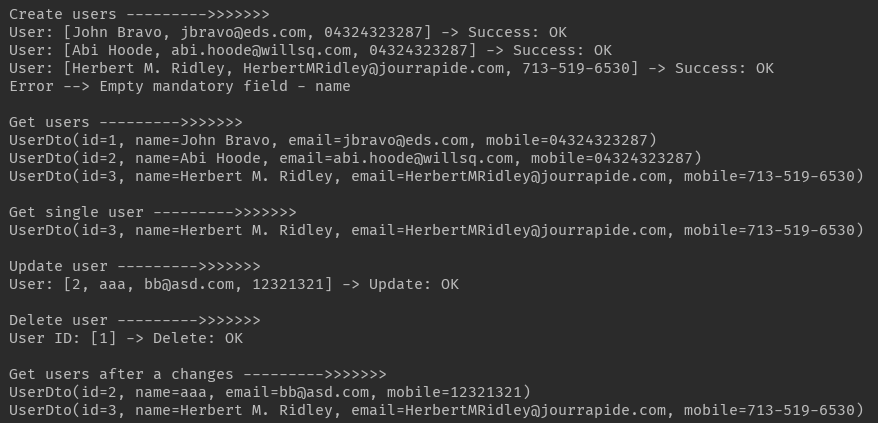 Create users --------->>>>>>>
User: [John Bravo, jbravo@eds.com, 04324323287] -> Success: OK
User: [Abi Hoode, abi.hoode@willsq.com, 04324323287] -> Success: OK
User: [Herbert M. Ridley, HerbertMRidley@jourrapide.com, 713-519-6530] -> Success: OK
Error --> Empty mandatory field - name
Get users --------->>>>>>>
UserDto(id=1, name=John Bravo, email=jbravo@eds.com, mobile=04324323287)
UserDto(id=2, name=Abi Hoode, email=abi.hoode@willsq.com, mobile=04324323287)
UserDto(id=3, name=Herbert M. Ridley, email=HerbertMRidley@jourrapide.com, mobile=713-519-6530)
Get single user --------->>>>>>>
UserDto(id=3, name=Herbert M. Ridley, email=HerbertMRidley@jourrapide.com, mobile=713-519-6530)
Update user --------->>>>>>>
User: [2, aaa, bb@asd.com, 12321321] -> Update: OK
Delete user --------->>>>>>>
User ID: [1] -> Delete: OK
Get users after a changes --------->>>>>>>
UserDto(id=2, name=aaa, email=bb@asd.com, mobile=12321321)
UserDto(id=3, name=Herbert M. Ridley, email=HerbertMRidley@jourrapide.com, mobile=713-519-6530)